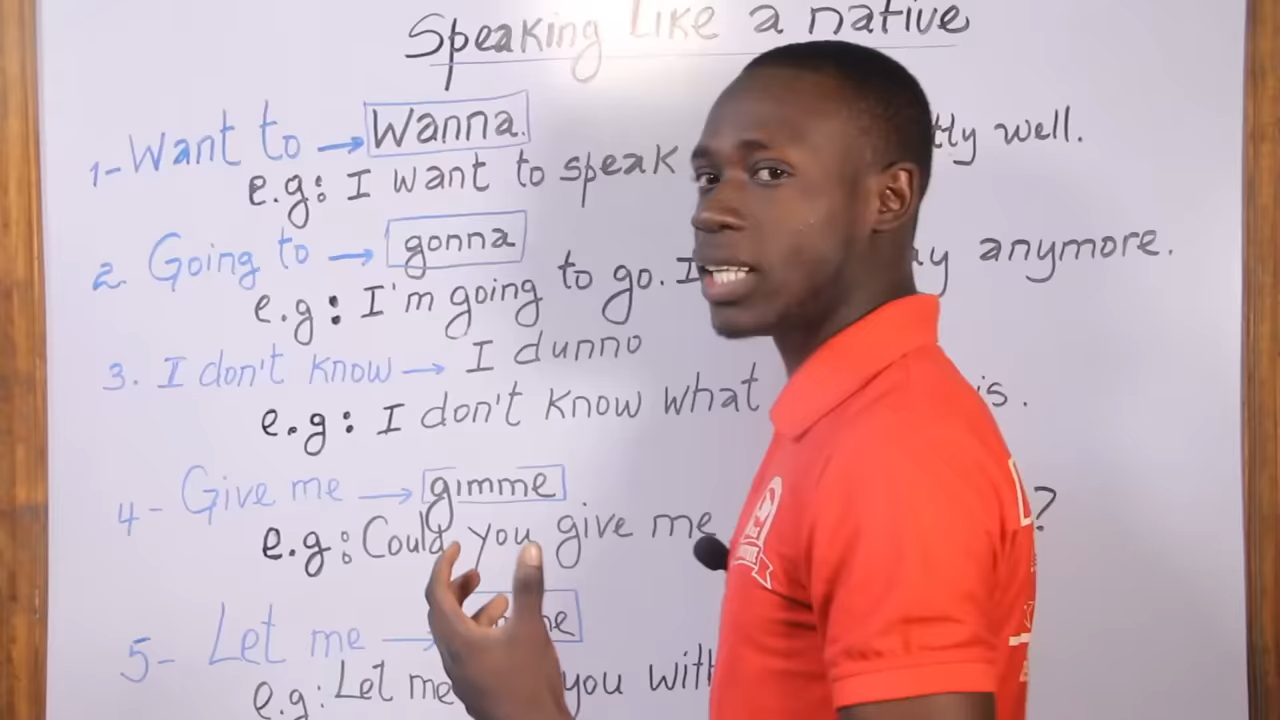 Speaking Like a native
1- Want to → Wanna.
e.g: I want to speak tly well.
2. Going to → gonna
e.g: I'm going to go. I ay anymore.
3. I don't know → I dunno
e.g: I don't know what is.
4- Give me → gimme
e.g: Could you give me ?
5- Let me → me
e.g: Let me you with